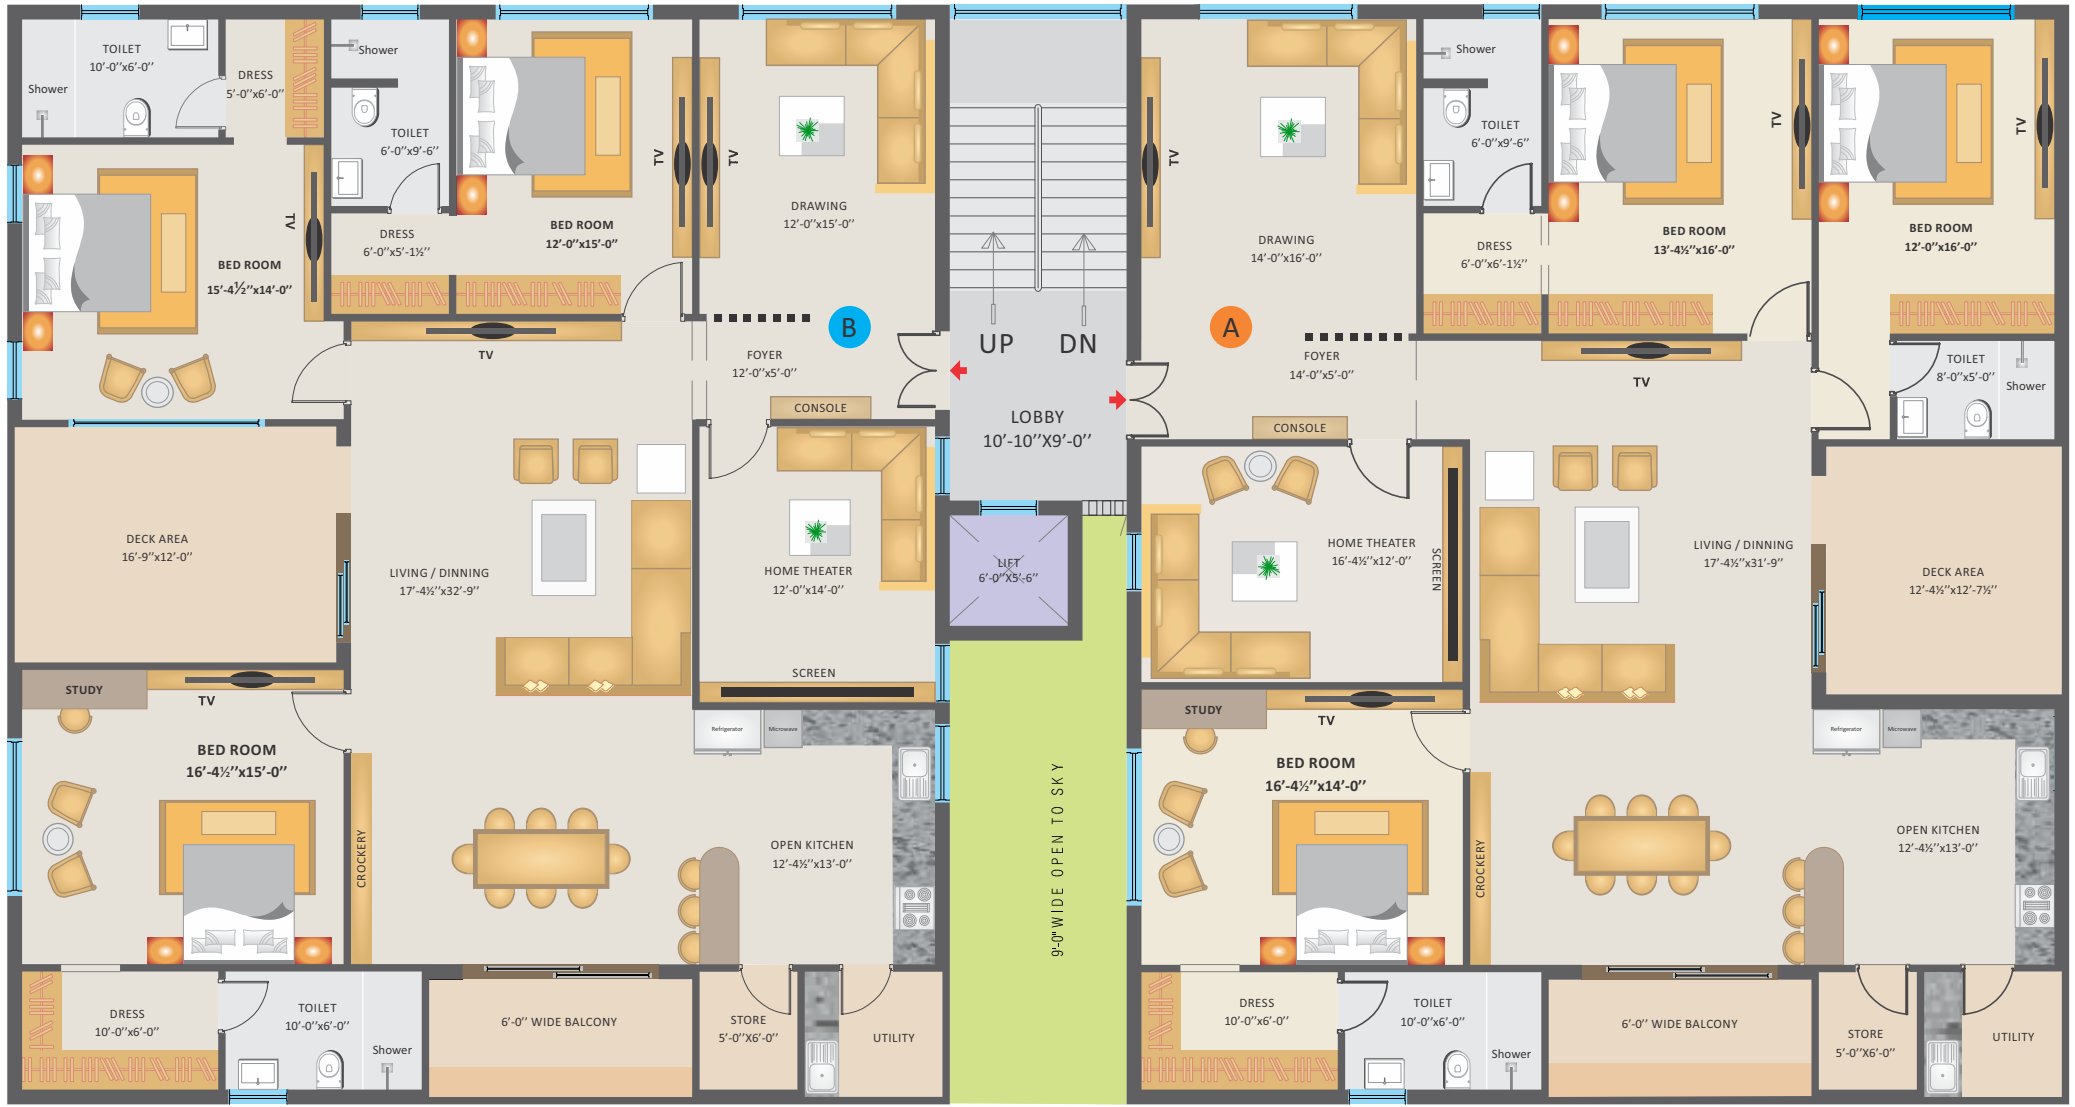 TOILET
10'-0''x6'-0''
Shower
DRESS
5'-0''x6'-0''
Shower
TOILET
6'-0''x9'-6''
TV
BED ROOM
12'-0''x15'-0''
DRESS
6'-0''x5'-1½''
TV
BED ROOM
15'-4½''x14'-0''
TV
DRAWING
12'-0''x15'-0''
B
FOYER
12'-0''x5'-0''
CONSOLE
TV
DECK AREA
16'-9''x12'-0''
LIVING / DINNING
17'-4½''x32'-9''
HOME THEATER
12'-0''x14'-0''
SCREEN
STUDY
TV
BED ROOM
16'-4½''x15'-0''
CROCKERY
Refrigerator
Microwave
OPEN KITCHEN
12'-4½''x13'-0''
DRESS
10'-0''x6'-0''
TOILET
10'-0''x6'-0''
Shower
6'-0'' WIDE BALCONY
STORE
5'-0''X6'-0''
UTILITY
UP
DN
LOBBY
10'-10''X9'-0''
LIFT
6'-0''X5'-6''
9'-0" WIDE OPEN TO SKY
TV
DRAWING
14'-0''x16'-0''
A
FOYER
14'-0''x5'-0''
CONSOLE
Shower
TOILET
6'-0''x9'-6''
DRESS
6'-0''x6'-1½''
TV
BED ROOM
13'-4½''x16'-0''
TV
BED ROOM
12'-0''x16'-0''
TV
TOILET
8'-0''x5'-0''
Shower
HOME THEATER
16'-4½''x12'-0''
SCREEN
LIVING / DINNING
17'-4½''x31'-9''
DECK AREA
12'-4½''x12'-7½''
STUDY
TV
BED ROOM
16'-4½''x14'-0''
CROCKERY
Refrigerator
Microwave
OPEN KITCHEN
12'-4½''x13'-0''
DRESS
10'-0''x6'-0''
TOILET
10'-0''x6'-0''
Shower
6'-0'' WIDE BALCONY
STORE
5'-0''X6'-0''
UTILITY